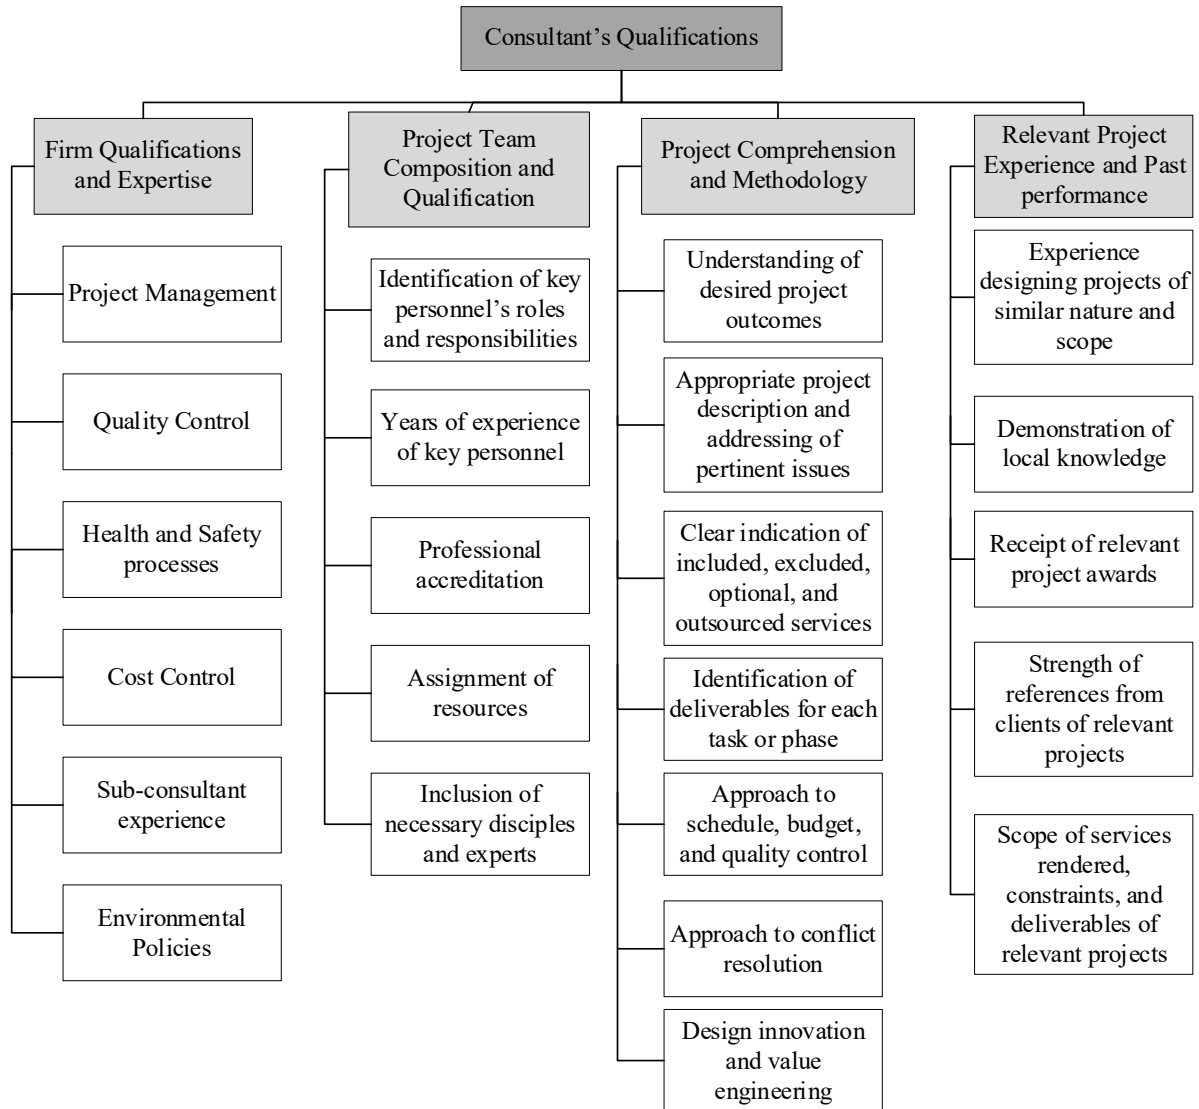 Consultant's Qualifications
Firm Qualifications
and Expertise
Project Management
Quality Control
Health and Safety
processes
Cost Control
Sub-consultant
experience
Environmental
Policies
Project Team
Composition and
Qualification
Identification of key
personnel's roles
and responsibilities
Years of experience
of key personnel
Professional
accreditation
Assignment of
resources
Inclusion of
necessary disciples
and experts
Project Comprehension
and Methodology
Understanding of
desired project
outcomes
Appropriate project
description and
addressing of
pertinent issues
Clear indication of
included, excluded,
optional, and
outsourced services
Identification of
deliverables for each
task or phase
Approach to
schedule, budget,
and quality control
Approach to conflict
resolution
Design innovation
and value
engineering
Relevant Project
Experience and Past
performance
Experience
designing projects of
similar nature and
scope
Demonstration of
local knowledge
Receipt of relevant
project awards
Strength of
references from
clients of relevant
projects
Scope of services
rendered,
constraints, and
deliverables of
relevant projects